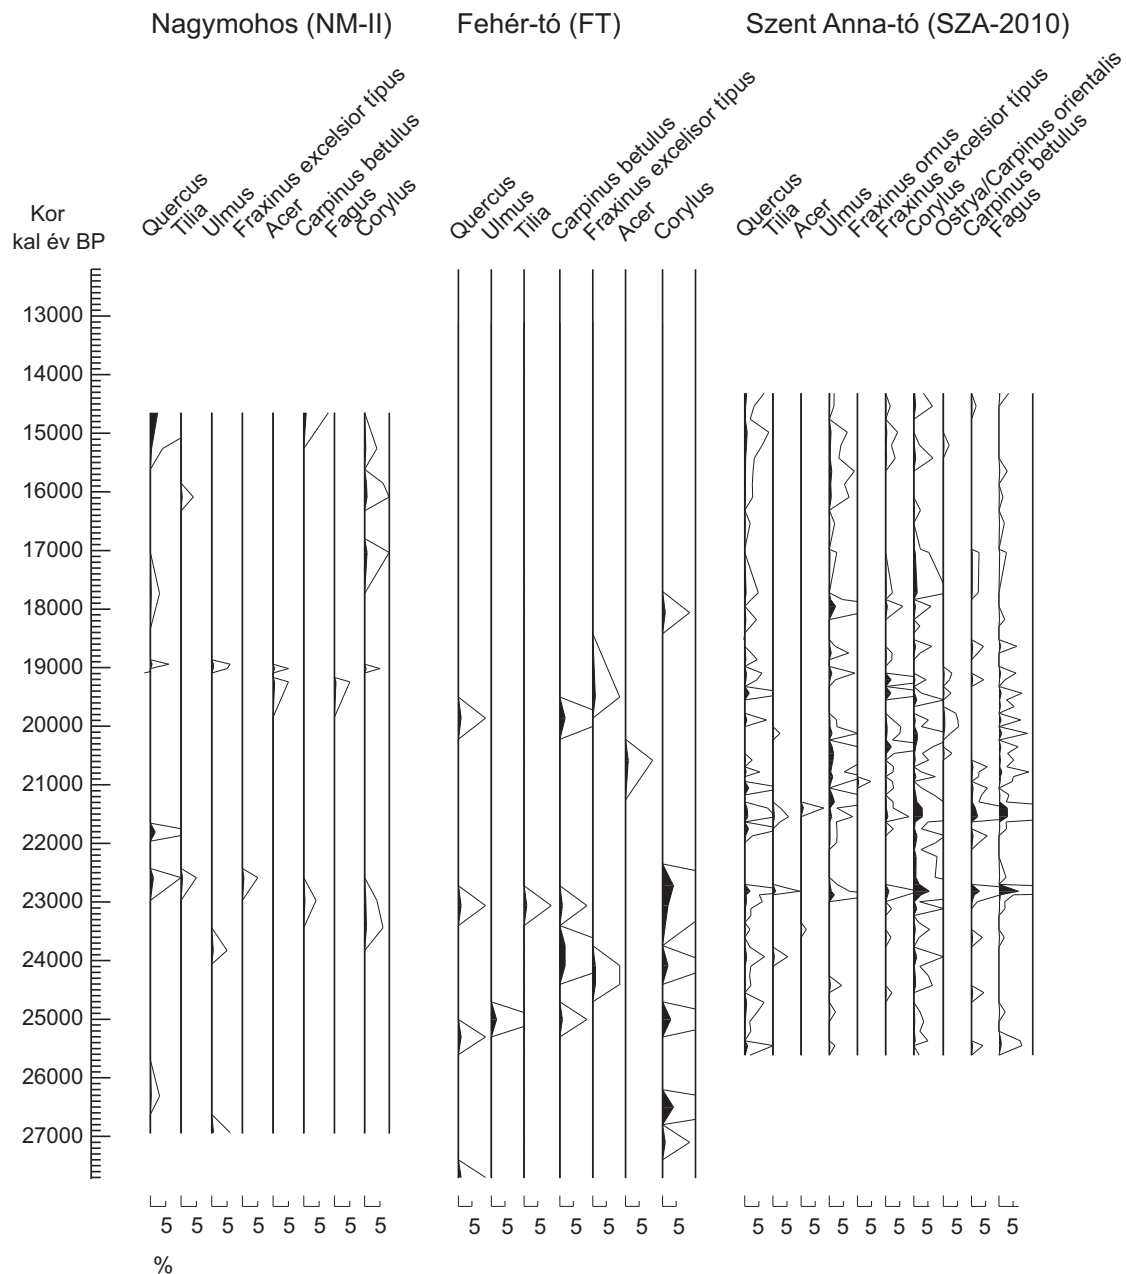 Nagymohos (NM-II)
Fehér-tó (FT)
Szent Anna-tó (SZA-2010)
Quercus
Tilia
Ulmus
Fraxinus excelsior típus
Acer
Carpinus betulus
Fagus
Corylus
Quercus
Ulmus
Tilia
Carpinus betulus
Fraxinus excelisor típus
Acer
Corylus
Quercus
Tilia
Acer
Ulmus
Fraxinus ornus
Fraxinus excelsior típus
Corylus
Ostrya/Carpinus orientalis
Carpinus betulus
Fagus
Kor
kal év BP
13000
14000
15000
16000
17000
18000
19000
20000
21000
22000
23000
24000
25000
26000
27000
5 5 5 5 5 5 5 5
5 5 5 5 5 5 5
5 5 5 5 5 5 5 5 5 5
%